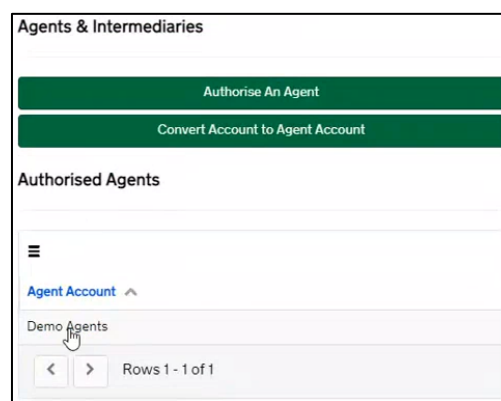 Agents & Intermediaries
Authorise An Agent
Convert Account to Agent Account
Authorised Agents
Agent Account
Demo Agents
Rows 1 - 1 of 1